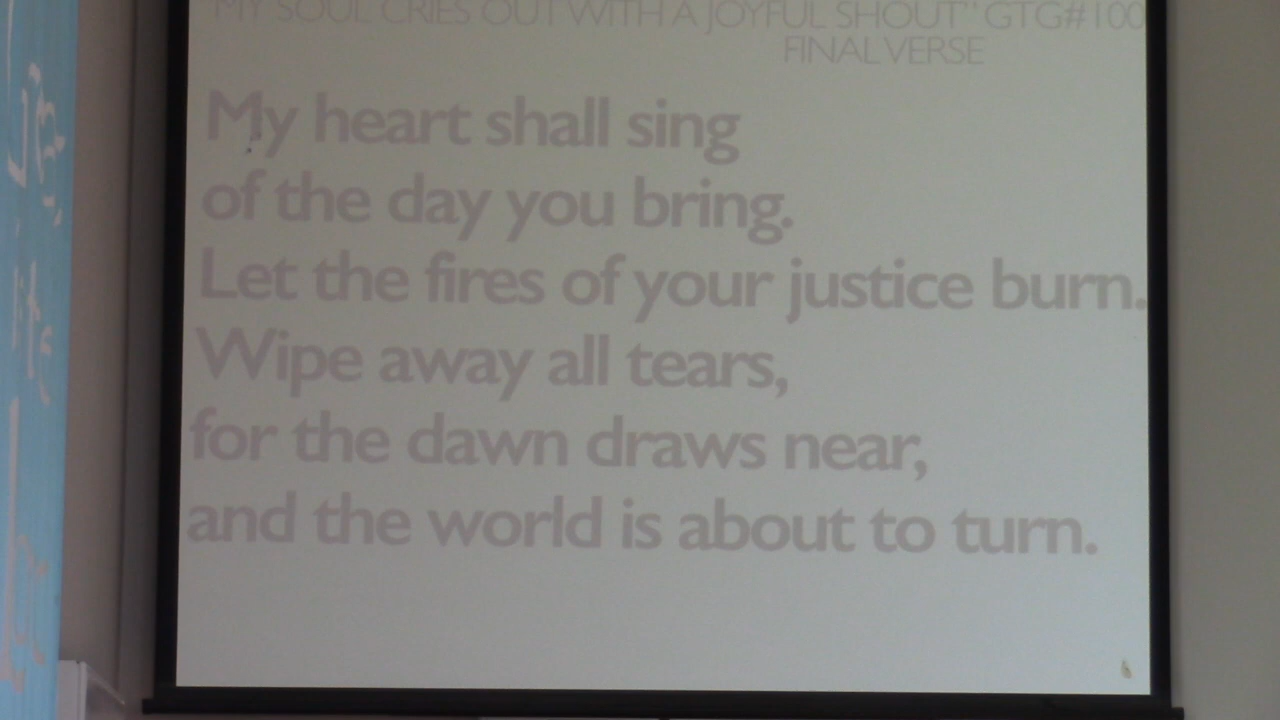 "MY SOUL CRIES OUT WITH A JOYFUL SHOUT" GTG#100
FINAL VERSE
My heart shall sing
of the day you bring.
Let the fires of your justice burn.
Wipe away all tears,
for the dawn draws near,
and the world is about to turn.